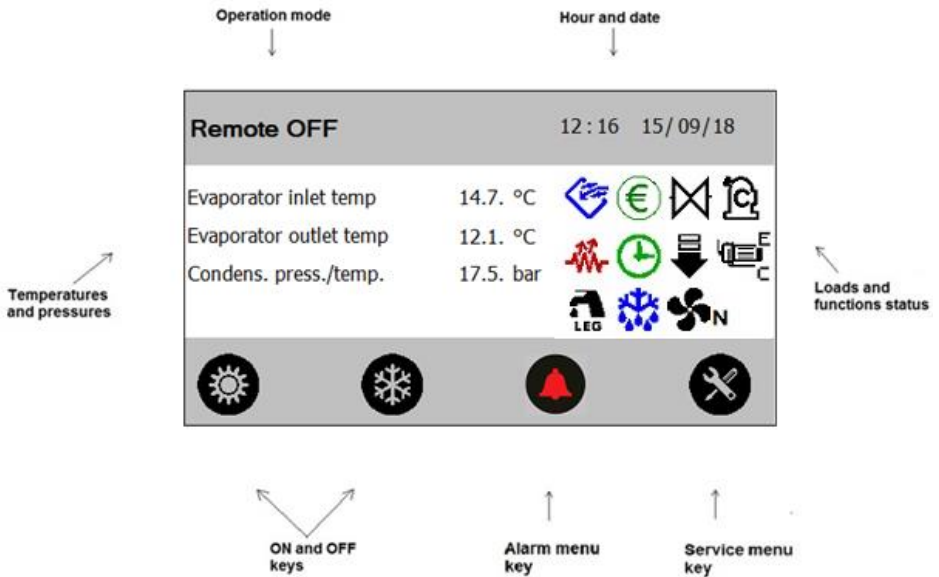 Operation mode
Hour and date
Remote OFF
12:16 15/09/18
Evaporator inlet temp 14.7. °C
Evaporator outlet temp 12.1. °C
Condens. press./temp. 17.5. bar
€
C
E
C
LEG
N
Temperatures
and pressures
Loads and
functions status
ON and OFF
keys
Alarm menu
key
Service menu
key